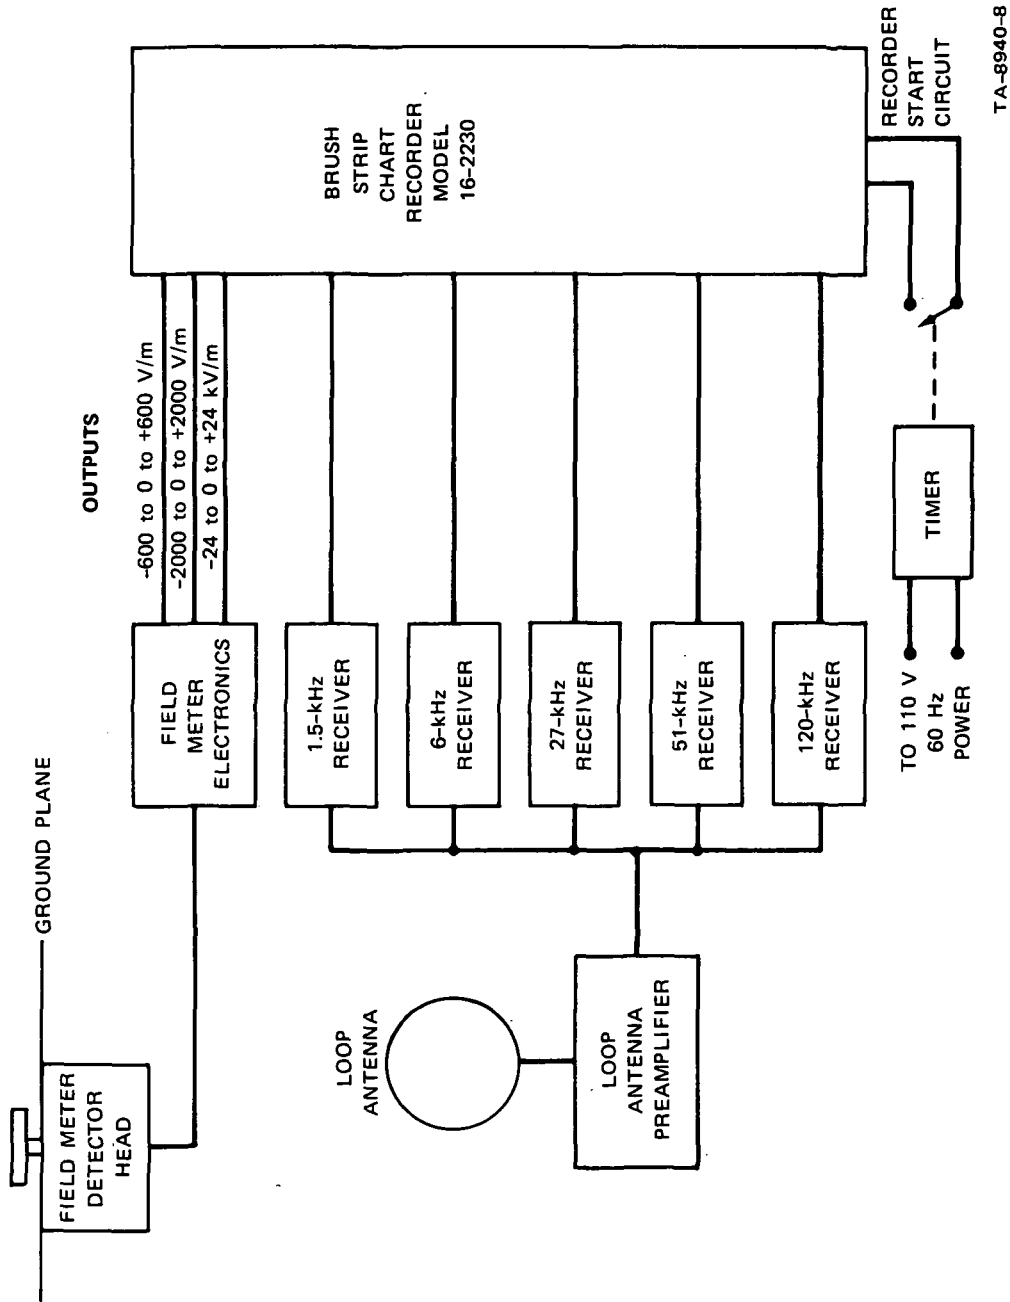 GROUND PLANE
FIELD METER
DETECTOR
HEAD
FIELD
METER
ELECTRONICS
OUTPUTS
-600 to 0 to +600 V/m
-2000 to 0 to +2000 V/m
-24 to 0 to +24 kV/m
BRUSH
STRIP
CHART
RECORDER
MODEL
16-2230
LOOP
ANTENNA
LOOP
ANTENNA
PREAMPLIFIER
1.5-kHz
RECEIVER
6-kHz
RECEIVER
27-kHz
RECEIVER
51-kHz
RECEIVER
120-kHz
RECEIVER
TO 110 V
60 Hz
POWER
TIMER
RECORDER
START
CIRCUIT
TA-8940-8